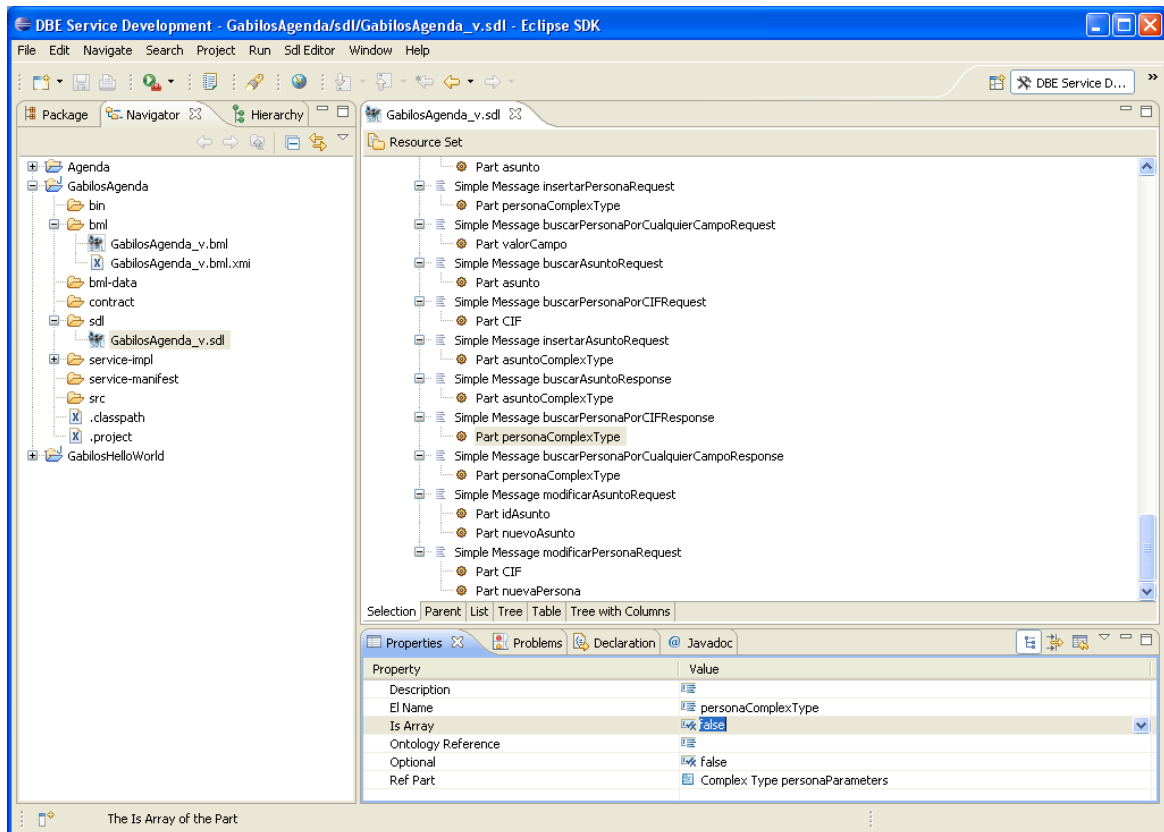 DBE Service Development - GabilosAgenda/sdl/GabilosAgenda_v.sdl - Eclipse SDK
File Edit Navigate Search Project Run Sdl Editor Window Help
DBE Service D... »
Package Navigator Hierarchy
Agenda
GabilosAgenda
bin
bml
GabilosAgenda_v.bml
GabilosAgenda_v.bml.xmi
bml-data
contract
sdl
GabilosAgenda_v.sdl
service-impl
service-manifest
src
.classpath
.project
GabilosHelloWorld
GabilosAgenda_v.sdl
Resource Set
Part asunto
Simple Message insertarPersonaRequest
Part personaComplexType
Simple Message buscarPersonaPorCualquierCampoRequest
Part valorCampo
Simple Message buscarAsuntoRequest
Part asunto
Simple Message buscarPersonaPorCIFRequest
Part CIF
Simple Message insertarAsuntoRequest
Part asuntoComplexType
Simple Message buscarAsuntoResponse
Part asuntoComplexType
Simple Message buscarPersonaPorCIFResponse
Part personaComplexType
Simple Message buscarPersonaPorCualquierCampoResponse
Part personaComplexType
Simple Message modificarAsuntoRequest
Part idAsunto
Part nuevoAsunto
Simple Message modificarPersonaRequest
Part CIF
Part nuevaPersona
Selection Parent List Tree Table Tree with Columns
Properties Problems Declaration @ Javadoc
Property Value
Description
El Name personaComplexType
Is Array false
Ontology Reference
Optional false
Ref Part Complex Type personaParameters
The Is Array of the Part